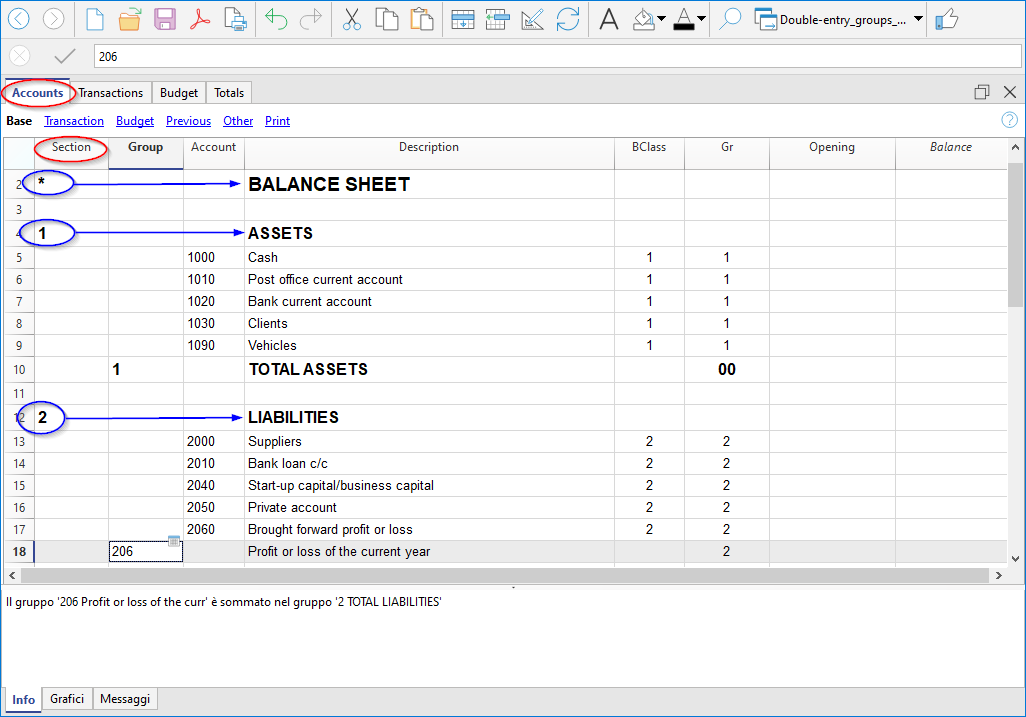 Double-entry_groups_...
206
Accounts Transactions Budget Totals
Base Transaction Budget Previous Other Print
Section Group Account Description BClass Gr Opening Balance
2 * BALANCE SHEET
3
4 1 ASSETS
5 1000 Cash 1 1
6 1010 Post office current account 1 1
7 1020 Bank current account 1 1
8 1030 Clients 1 1
9 1090 Vehicles 1 1
10 1 TOTAL ASSETS 00
11
12 2 LIABILITIES
13 2000 Suppliers 2 2
14 2010 Bank loan c/c 2 2
15 2040 Start-up capital/business capital 2 2
16 2050 Private account 2 2
17 2060 Brought forward profit or loss 2 2
18 206 Profit or loss of the current year 2
Il gruppo '206 Profit or loss of the curr' è sommato nel gruppo '2 TOTAL LIABILITIES'
Info Grafici Messaggi